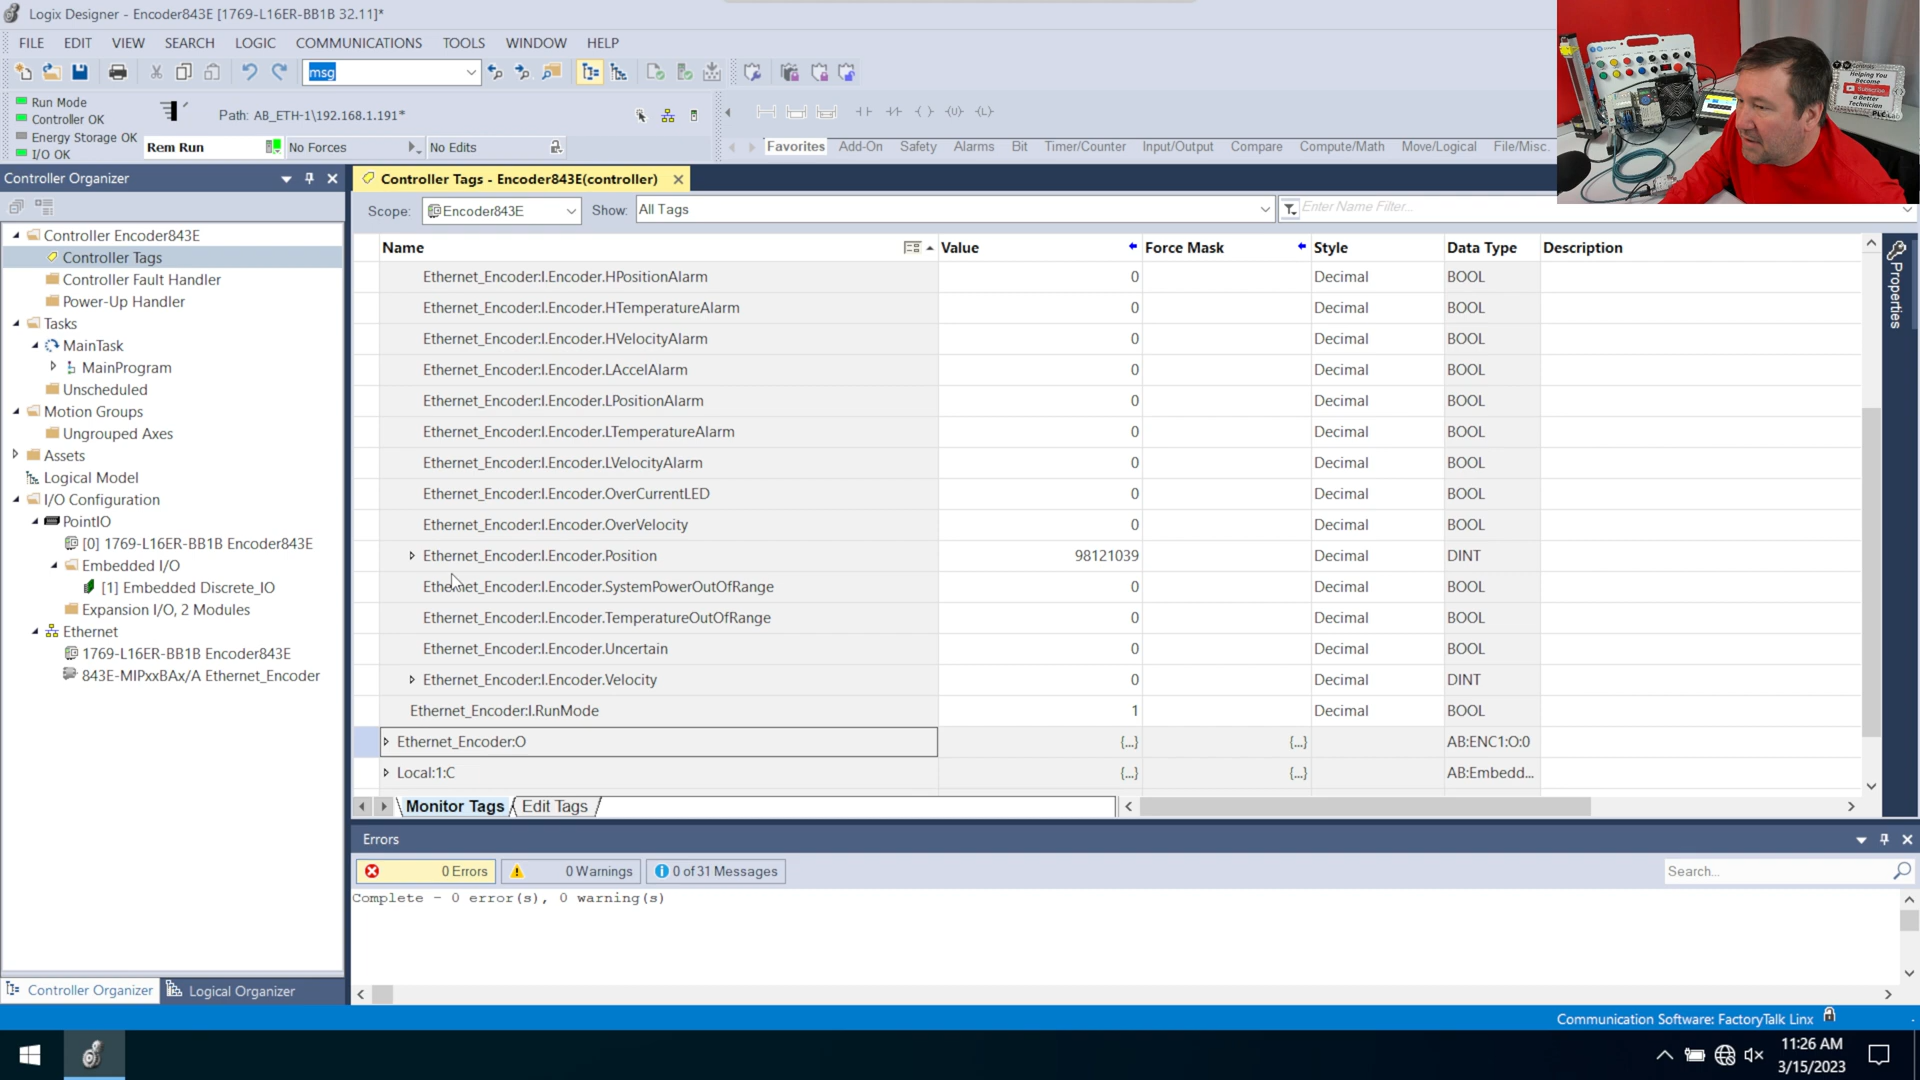 Logix Designer - Encoder843E [1769-L16ER-BB1B 32.11]*
FILE EDIT VIEW SEARCH LOGIC COMMUNICATIONS TOOLS WINDOW HELP
msg
Run Mode
Controller OK
Energy Storage OK
I/O OK
Path: AB_ETH-1\192.168.1.191*
Rem Run
No Forces
No Edits
Favorites Add-On Safety Alarms Bit Timer/Counter Input/Output Compare Compute/Math Move/Logical File/Misc.
Helping You
Become
a Better
Technician
Controller Organizer
Controller Encoder843E
Controller Tags
Controller Fault Handler
Power-Up Handler
Tasks
MainTask
MainProgram
Unscheduled
Motion Groups
Ungrouped Axes
Assets
Logical Model
I/O Configuration
PointIO
[0] 1769-L16ER-BB1B Encoder843E
Embedded I/O
[1] Embedded Discrete_IO
Expansion I/O, 2 Modules
Ethernet
1769-L16ER-BB1B Encoder843E
843E-MIPxxBAx/A Ethernet_Encoder
Controller Organizer Logical Organizer
Controller Tags - Encoder843E(controller)
Scope: Encoder843E Show: All Tags Enter Name Filter...
Name Value Force Mask Style Data Type Description
Ethernet_Encoder:I.Encoder.HPositionAlarm 0 Decimal BOOL
Ethernet_Encoder:I.Encoder.HTemperatureAlarm 0 Decimal BOOL
Ethernet_Encoder:I.Encoder.HVelocityAlarm 0 Decimal BOOL
Ethernet_Encoder:I.Encoder.LAccelAlarm 0 Decimal BOOL
Ethernet_Encoder:I.Encoder.LPositionAlarm 0 Decimal BOOL
Ethernet_Encoder:I.Encoder.LTemperatureAlarm 0 Decimal BOOL
Ethernet_Encoder:I.Encoder.LVelocityAlarm 0 Decimal BOOL
Ethernet_Encoder:I.Encoder.OverCurrentLED 0 Decimal BOOL
Ethernet_Encoder:I.Encoder.OverVelocity 0 Decimal BOOL
Ethernet_Encoder:I.Encoder.Position 98121039 Decimal DINT
Ethernet_Encoder:I.Encoder.SystemPowerOutOfRange 0 Decimal BOOL
Ethernet_Encoder:I.Encoder.TemperatureOutOfRange 0 Decimal BOOL
Ethernet_Encoder:I.Encoder.Uncertain 0 Decimal BOOL
Ethernet_Encoder:I.Encoder.Velocity 0 Decimal DINT
Ethernet_Encoder:I.RunMode 1 Decimal BOOL
Ethernet_Encoder:O {...} {...} AB:ENC1:O:0
Local:1:C {...} {...} AB:Embedd...
Monitor Tags Edit Tags
Properties
Errors
0 Errors 0 Warnings 0 of 31 Messages Search...
Complete - 0 error(s), 0 warning(s)
Communication Software: FactoryTalk Linx
11:26 AM
3/15/2023